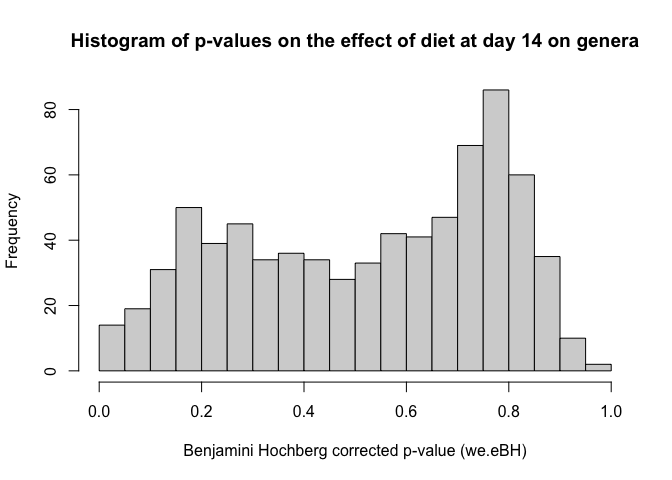 Histogram of p-values on the effect of diet at day 14 on genera
80
60
40
20
0
Frequency
0.0 0.2 0.4 0.6 0.8 1.0
Benjamini Hochberg corrected p-value (we.eBH)